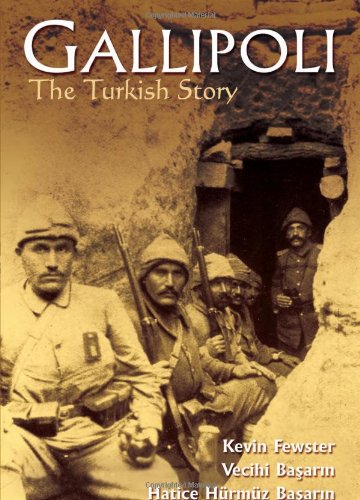 GALLIPOLI
The Turkish Story
Kevin Fewster
Vecihi Başarın
Hatice Hürmüz Başarın